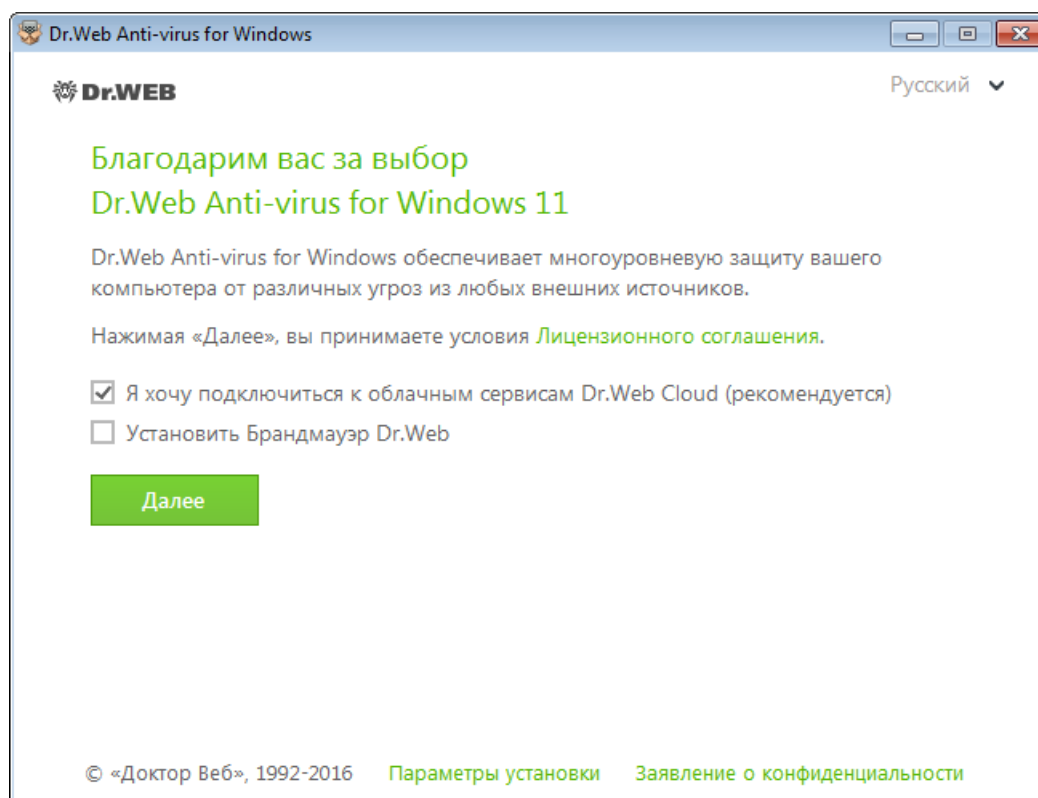 Dr.Web Anti-virus for Windows
Dr.WEB
Русский
Благодарим вас за выбор
Dr.Web Anti-virus for Windows 11
Dr.Web Anti-virus for Windows обеспечивает многоуровневую защиту вашего
компьютера от различных угроз из любых внешних источников.
Нажимая «Далее», вы принимаете условия Лицензионного соглашения.
Я хочу подключиться к облачным сервисам Dr.Web Cloud (рекомендуется)
Установить Брандмауэр Dr.Web
Далее
© «Доктор Веб», 1992-2016 Параметры установки Заявление о конфиденциальности